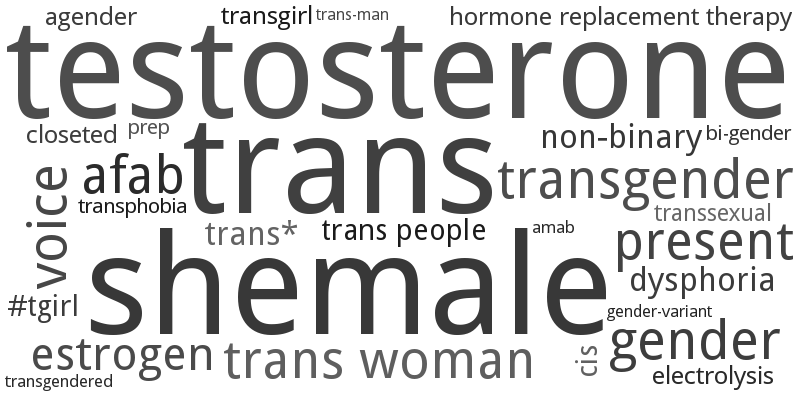 agender
transgirl
trans-man
hormone replacement therapy
testosterone
closeted
prep
trans
non-binary
bi-gender
afab
transgender
voice
transphobia
transsexual
trans*
trans people
amab
present
shemale
dysphoria
#tgirl
gender-variant
estrogen
trans woman
cis
gender
transgendered
electrolysis